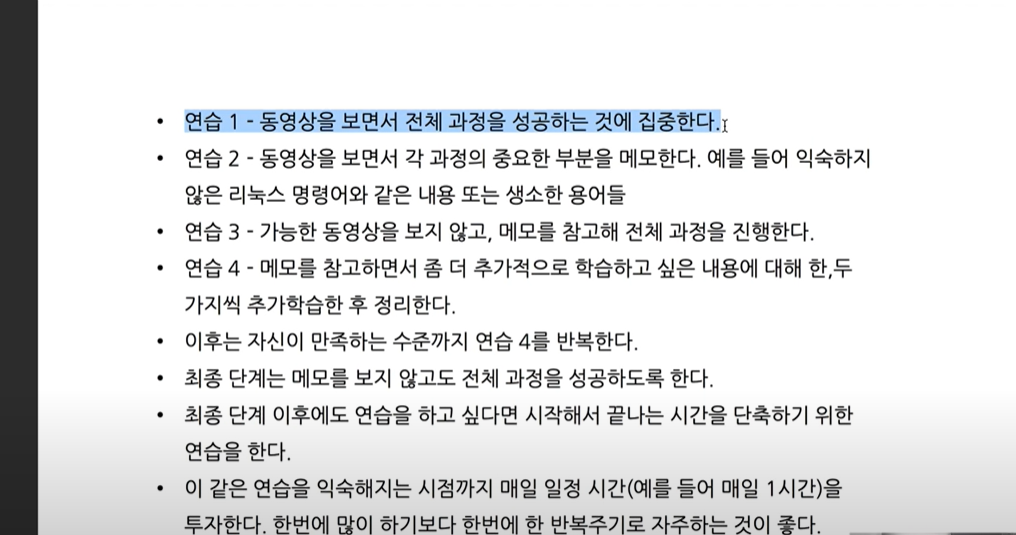 • 연습 1 - 동영상을 보면서 전체 과정을 성공하는 것에 집중한다.
• 연습 2 - 동영상을 보면서 각 과정의 중요한 부분을 메모한다. 예를 들어 익숙하지
않은 리눅스 명령어와 같은 내용 또는 생소한 용어들
• 연습 3 - 가능한 동영상을 보지 않고, 메모를 참고해 전체 과정을 진행한다.
• 연습 4 - 메모를 참고하면서 좀 더 추가적으로 학습하고 싶은 내용에 대해 한,두
가지씩 추가학습한 후 정리한다.
• 이후는 자신이 만족하는 수준까지 연습 4를 반복한다.
• 최종 단계는 메모를 보지 않고도 전체 과정을 성공하도록 한다.
• 최종 단계 이후에도 연습을 하고 싶다면 시작해서 끝나는 시간을 단축하기 위한
연습을 한다.
• 이 같은 연습을 익숙해지는 시점까지 매일 일정 시간(예를 들어 매일 1시간)을
투자한다. 한번에 많이 하기보다 한번에 한 반복주기로 자주하는 것이 좋다.